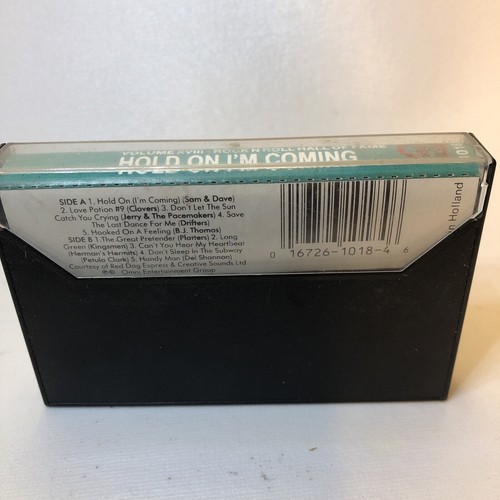 VOLUME XVIII - ROCK N ROLL HALL OF FAME
HOLD ON I'M COMING
SIDE A 1. Hold On (I'm Coming) (Sam & Dave)
2. Love Potion #9 (Clovers) 3. Don't Let The Sun
Catch You Crying (Jerry & The Pacemakers) 4. Save
The Last Dance For Me (Drifters)
5. Hooked On A Feeling (B.J. Thomas)
SIDE B 1. The Great Pretender (Platters) 2. Long
Green (Kingsmen) 3. Can't You Hear My Heartbeat
(Herman's Hermits) 4. Don't Sleep In The Subway
(Petula Clark) 5. Handy Man (Del Shannon)
Courtesy of Red Dog Express & Creative Sounds Ltd
℗© Omni Entertainment Group
0 16726-1018-4 6
n Holland